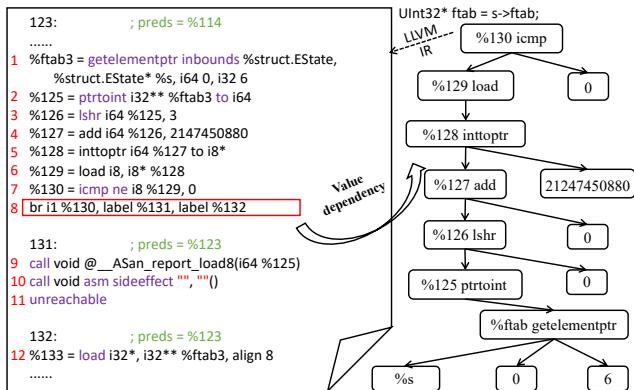 123: ; preds = %114
......
1 %ftab3 = getelementptr inbounds %struct.EState,
%struct.EState* %s, i64 0, i32 6
2 %125 = ptrtoint i32** %ftab3 to i64
3 %126 = lshr i64 %125, 3
4 %127 = add i64 %126, 2147450880
5 %128 = inttoptr i64 %127 to i8*
6 %129 = load i8, i8* %128
7 %130 = icmp ne i8 %129, 0
8 br i1 %130, label %131, label %132
131: ; preds = %123
9 call void @__ASan_report_load8(i64 %125)
10 call void asm sideeffect "", ""()
11 unreachable
132: ; preds = %123
12 %133 = load i32*, i32** %ftab3, align 8
......
UInt32* ftab = s->ftab;
LLVM
IR
Value
dependency
%130 icmp
%129 load
0
%128 inttoptr
%127 add
21247450880
%126 lshr
0
%125 ptrtoint
0
%ftab getelementptr
%s
0
6